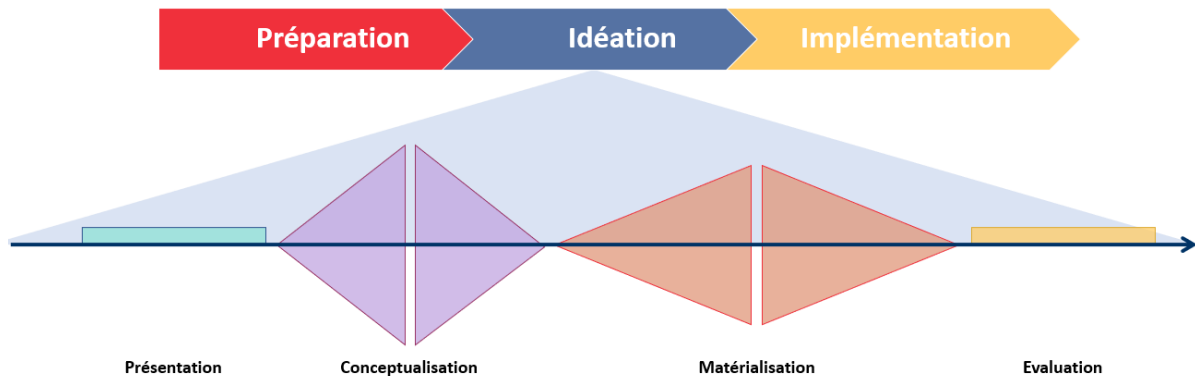 Préparation
Idéation
Implémentation
Présentation
Conceptualisation
Matérialisation
Evaluation